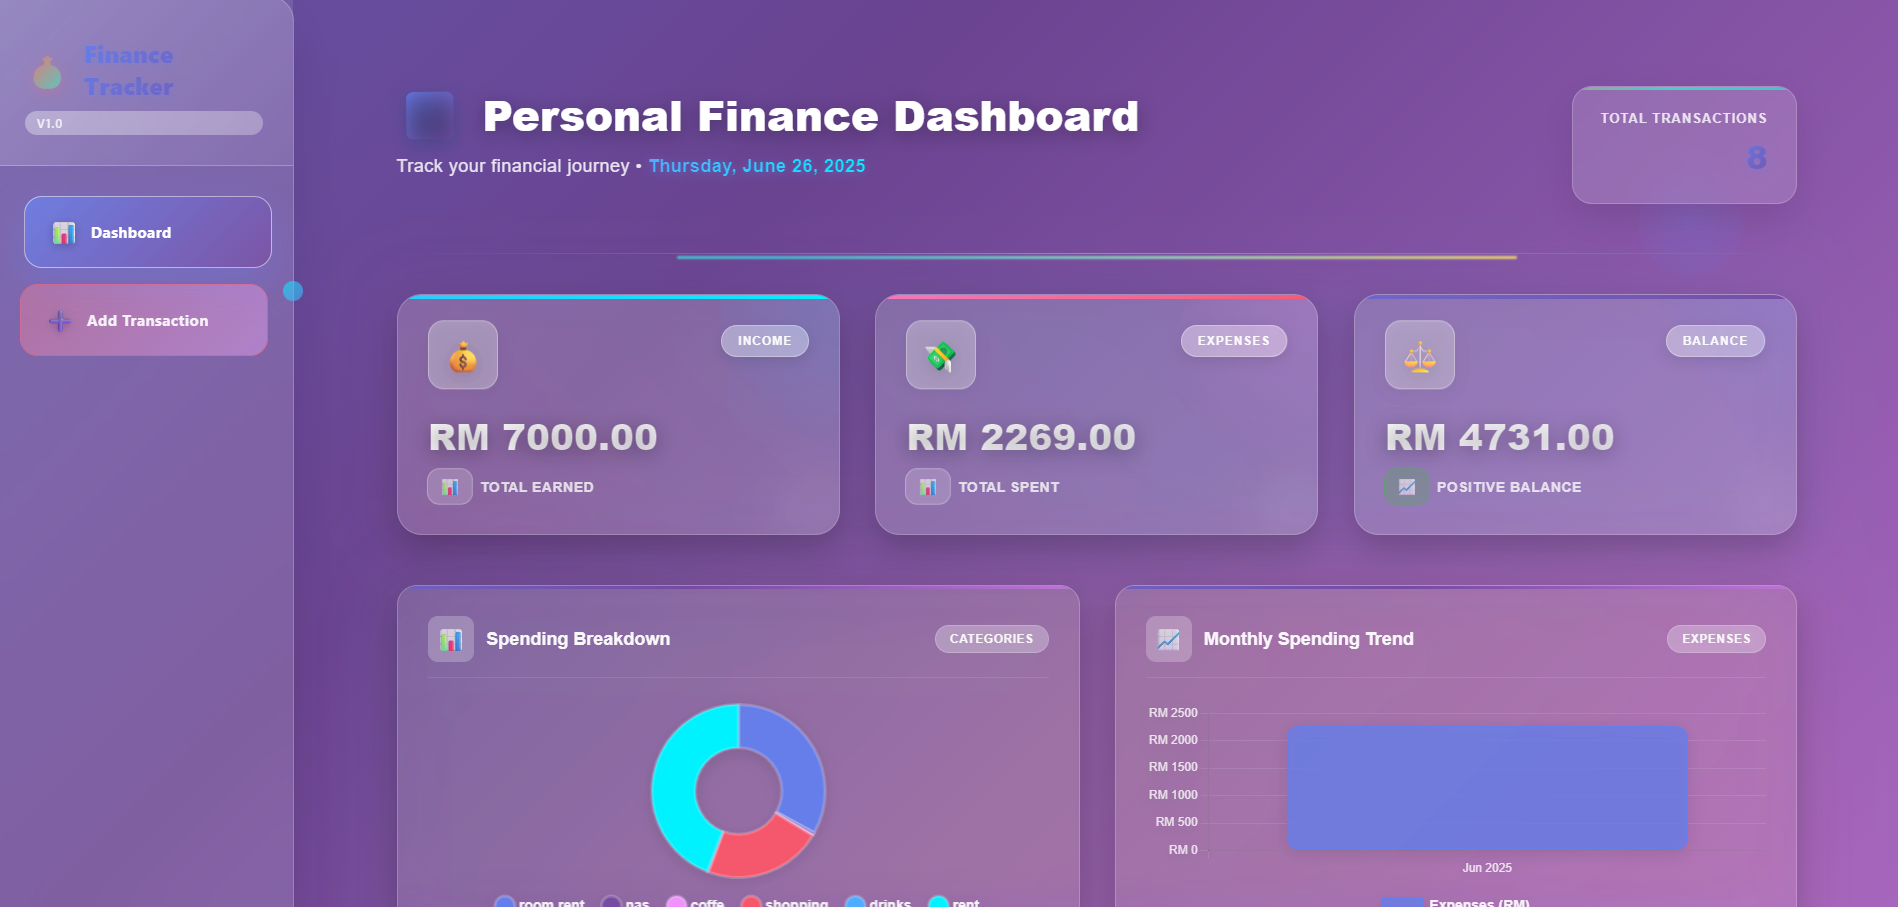 Finance
Tracker
V1.0
Dashboard
Add Transaction
Personal Finance Dashboard
Track your financial journey • Thursday, June 26, 2025
TOTAL TRANSACTIONS
8
INCOME
RM 7000.00
TOTAL EARNED
EXPENSES
RM 2269.00
TOTAL SPENT
BALANCE
RM 4731.00
POSITIVE BALANCE
Spending Breakdown
CATEGORIES
room rent nas coffe shopping drinks rent
Monthly Spending Trend
EXPENSES
RM 2500
RM 2000
RM 1500
RM 1000
RM 500
RM 0
Jun 2025
Expenses (RM)